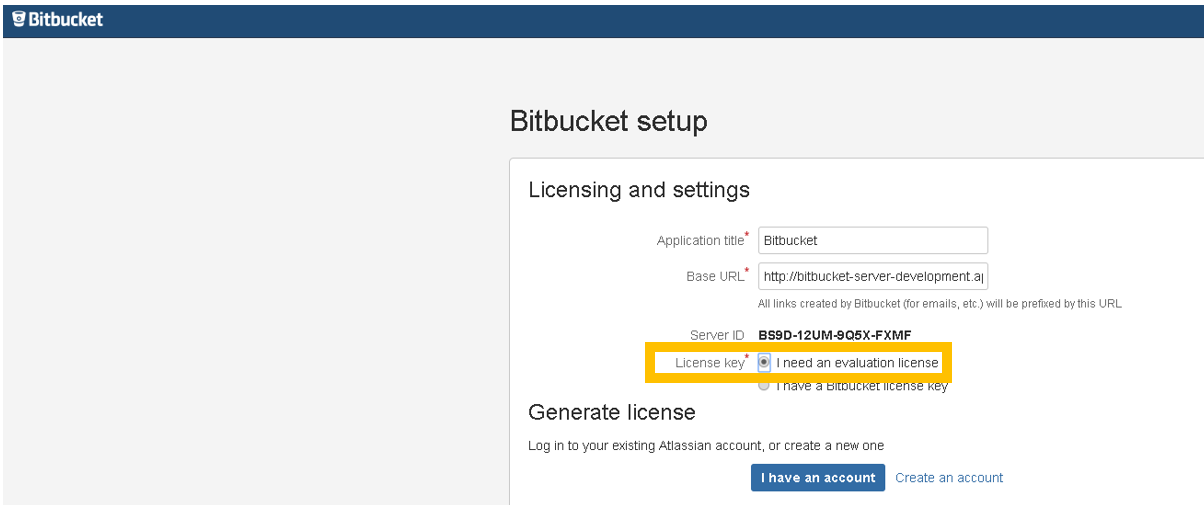 Bitbucket
Bitbucket setup
Licensing and settings
Application title* Bitbucket
Base URL* http://bitbucket-server-development.a
All links created by Bitbucket (for emails, etc.) will be prefixed by this URL
Server ID BS9D-12UM-9Q5X-FXMF
License key* I need an evaluation license
I have a Bitbucket license key
Generate license
Log in to your existing Atlassian account, or create a new one
I have an account Create an account